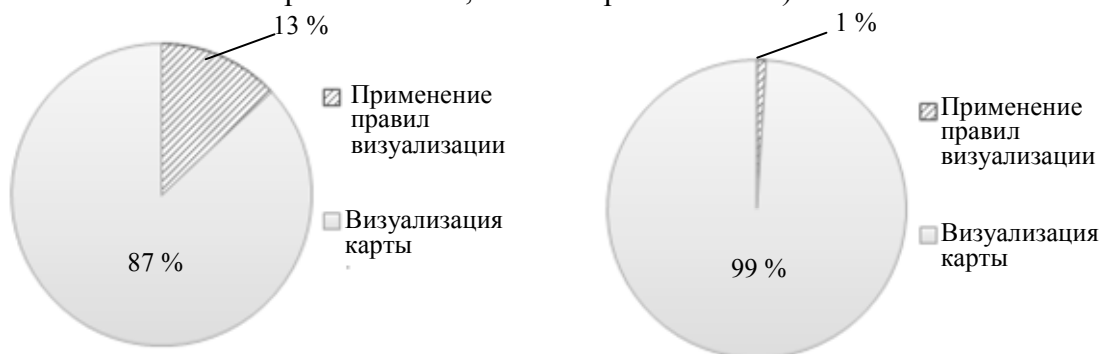 13 %
Применение
правил
визуализации
Визуализация
карты
87 %
1 %
Применение
правил
визуализации
Визуализация
карты
99 %